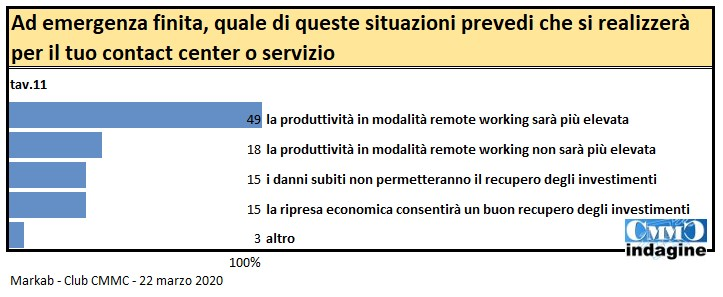 Ad emergenza finita, quale di queste situazioni prevedi che si realizzerà
per il tuo contact center o servizio
tav.11
49 la produttività in modalità remote working sarà più elevata
18 la produttività in modalità remote working non sarà più elevata
15 i danni subiti non permetteranno il recupero degli investimenti
15 la ripresa economica consentirà un buon recupero degli investimenti
3 altro
CMMC
indagine
100%
Markab - Club CMMC - 22 marzo 2020